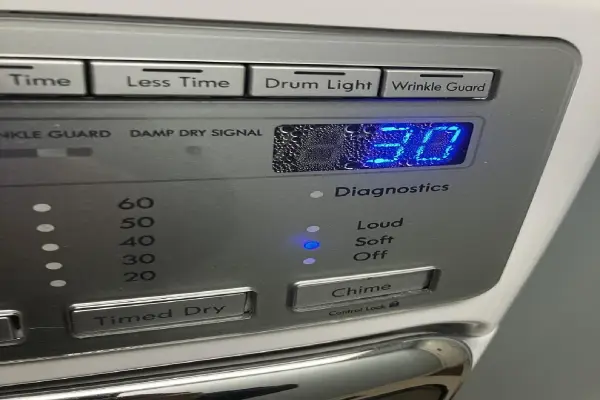 Time
Less Time
Drum Light
Wrinkle Guard
NKLE GUARD
DAMP DRY SIGNAL
30
Diagnostics
60
50
40
30
20
Loud
Soft
Off
Timed Dry
Chime
Control Lock